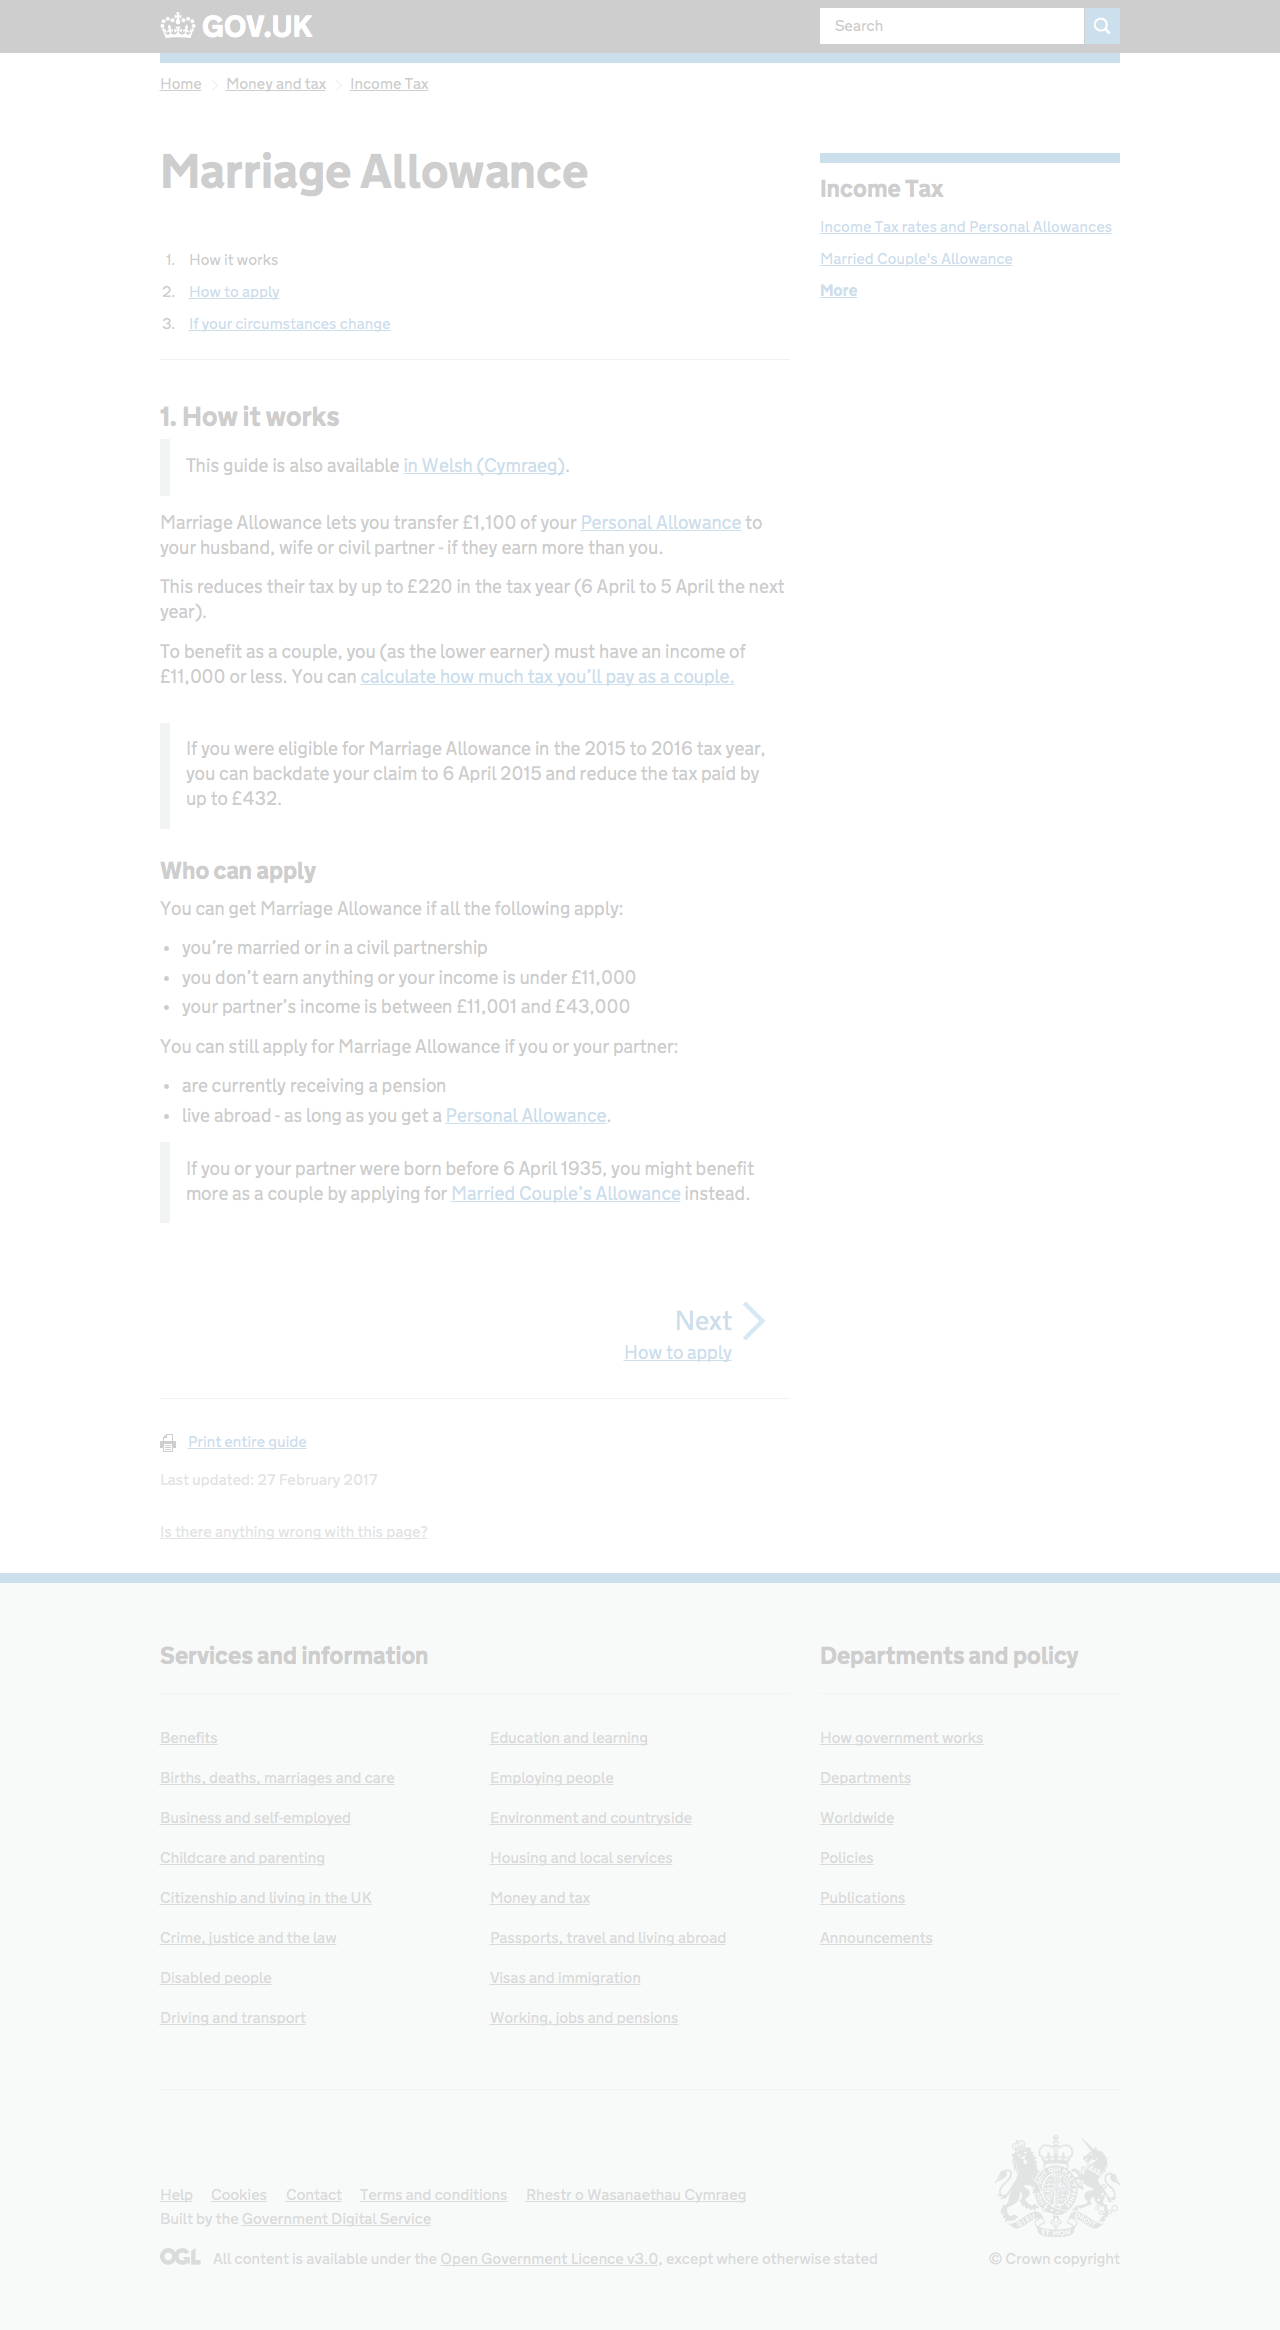 GOV.UK
Search
Home
Money and tax
Income Tax
Marriage Allowance
1. How it works
2. How to apply
3. If your circumstances change
Income Tax
Income Tax rates and Personal Allowances
Married Couple's Allowance
More
1. How it works
This guide is also available in Welsh (Cymraeg).
Marriage Allowance lets you transfer £1,100 of your Personal Allowance to
your husband, wife or civil partner - if they earn more than you.
This reduces their tax by up to £220 in the tax year (6 April to 5 April the next
year).
To benefit as a couple, you (as the lower earner) must have an income of
£11,000 or less. You can calculate how much tax you’ll pay as a couple.
If you were eligible for Marriage Allowance in the 2015 to 2016 tax year,
you can backdate your claim to 6 April 2015 and reduce the tax paid by
up to £432.
Who can apply
You can get Marriage Allowance if all the following apply:
• you’re married or in a civil partnership
• you don’t earn anything or your income is under £11,000
• your partner’s income is between £11,001 and £43,000
You can still apply for Marriage Allowance if you or your partner:
• are currently receiving a pension
• live abroad - as long as you get a Personal Allowance.
If you or your partner were born before 6 April 1935, you might benefit
more as a couple by applying for Married Couple’s Allowance instead.
Next
How to apply
Print entire guide
Last updated: 27 February 2017
Is there anything wrong with this page?
Services and information
Benefits
Births, deaths, marriages and care
Business and self-employed
Childcare and parenting
Citizenship and living in the UK
Crime, justice and the law
Disabled people
Driving and transport
Education and learning
Employing people
Environment and countryside
Housing and local services
Money and tax
Passports, travel and living abroad
Visas and immigration
Working, jobs and pensions
Departments and policy
How government works
Departments
Worldwide
Policies
Publications
Announcements
Help Cookies Contact Terms and conditions Rhestr o Wasanaethau Cymraeg
Built by the Government Digital Service
OGL All content is available under the Open Government Licence v3.0, except where otherwise stated
© Crown copyright